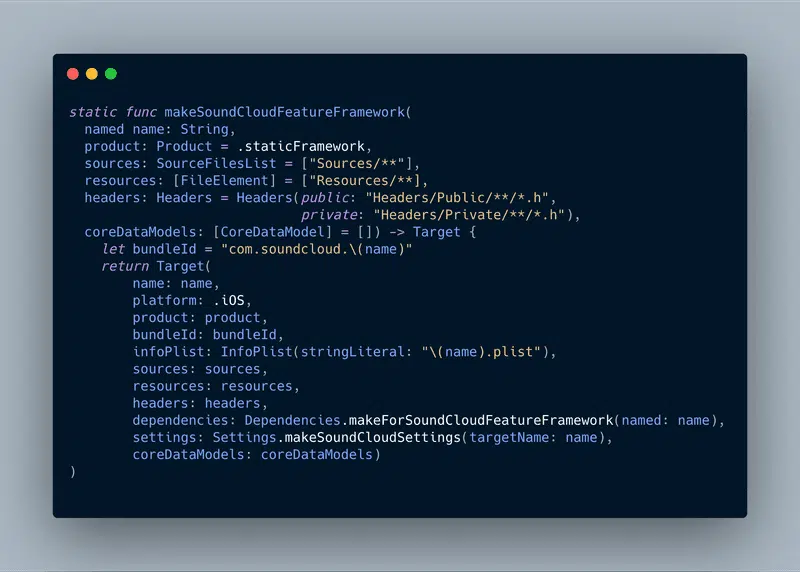 static func makeSoundCloudFeatureFramework(
  named name: String,
  product: Product = .staticFramework,
  sources: SourceFilesList = ["Sources/**"],
  resources: [FileElement] = ["Resources/**],
  headers: Headers = Headers(public: "Headers/Public/**/*.h",
                             private: "Headers/Private/**/*.h"),
  coreDataModels: [CoreDataModel] = []) -> Target {
    let bundleId = "com.soundcloud.\(name)"
    return Target(
        name: name,
        platform: .iOS,
        product: product,
        bundleId: bundleId,
        infoPlist: InfoPlist(stringLiteral: "\(name).plist"),
        sources: sources,
        resources: resources,
        headers: headers,
        dependencies: Dependencies.makeForSoundCloudFeatureFramework(named: name),
        settings: Settings.makeSoundCloudSettings(targetName: name),
        coreDataModels: coreDataModels)
)